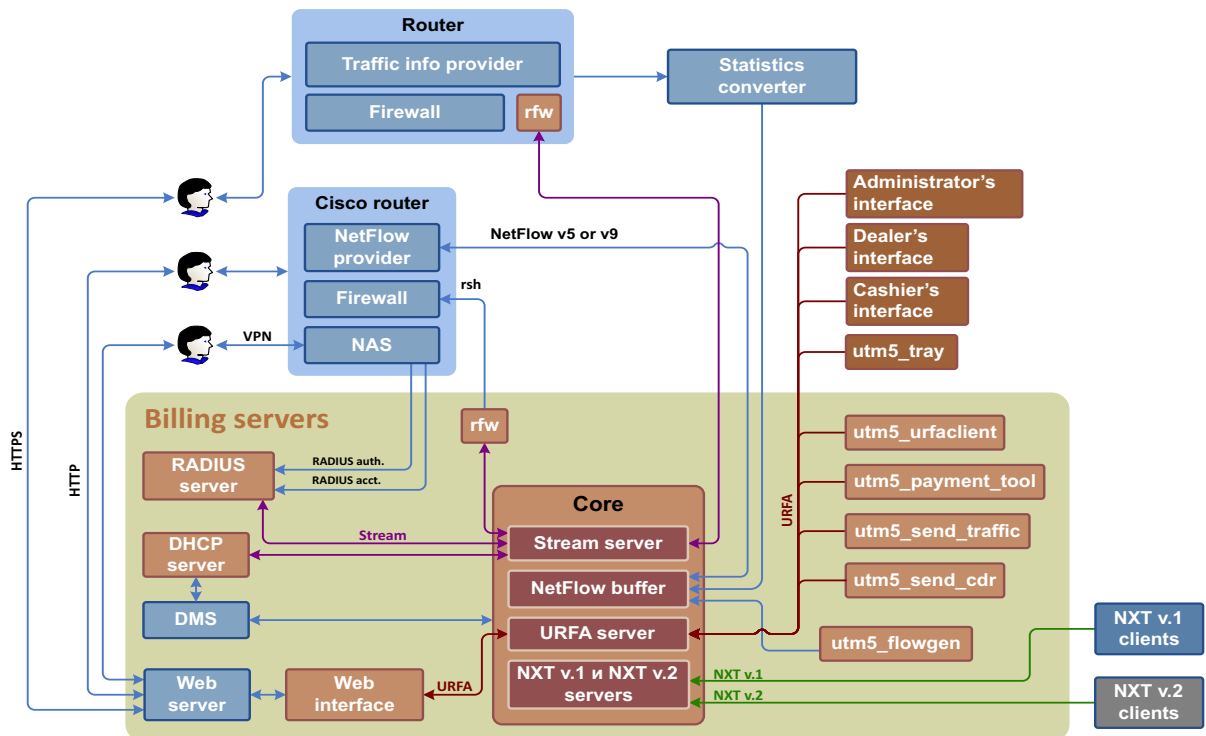 Router
Traffic info provider
Firewall
rfw
Statistics
converter
Cisco router
NetFlow
provider
Firewall
NAS
NetFlow v5 or v9
rsh
VPN
HTTPS
HTTP
Administrator's
interface
Dealer's
interface
Cashier's
interface
utm5_tray
URFA
Billing servers
rfw
RADIUS
server
RADIUS auth.
RADIUS acct.
Stream
DHCP
server
DMS
Web
server
Web
interface
URFA
Core
Stream server
NetFlow buffer
URFA server
NXT v.1 и NXT v.2
servers
utm5_urfaclient
utm5_payment_tool
utm5_send_traffic
utm5_send_cdr
utm5_flowgen
NXT v.1
NXT v.2
NXT v.1
clients
NXT v.2
clients